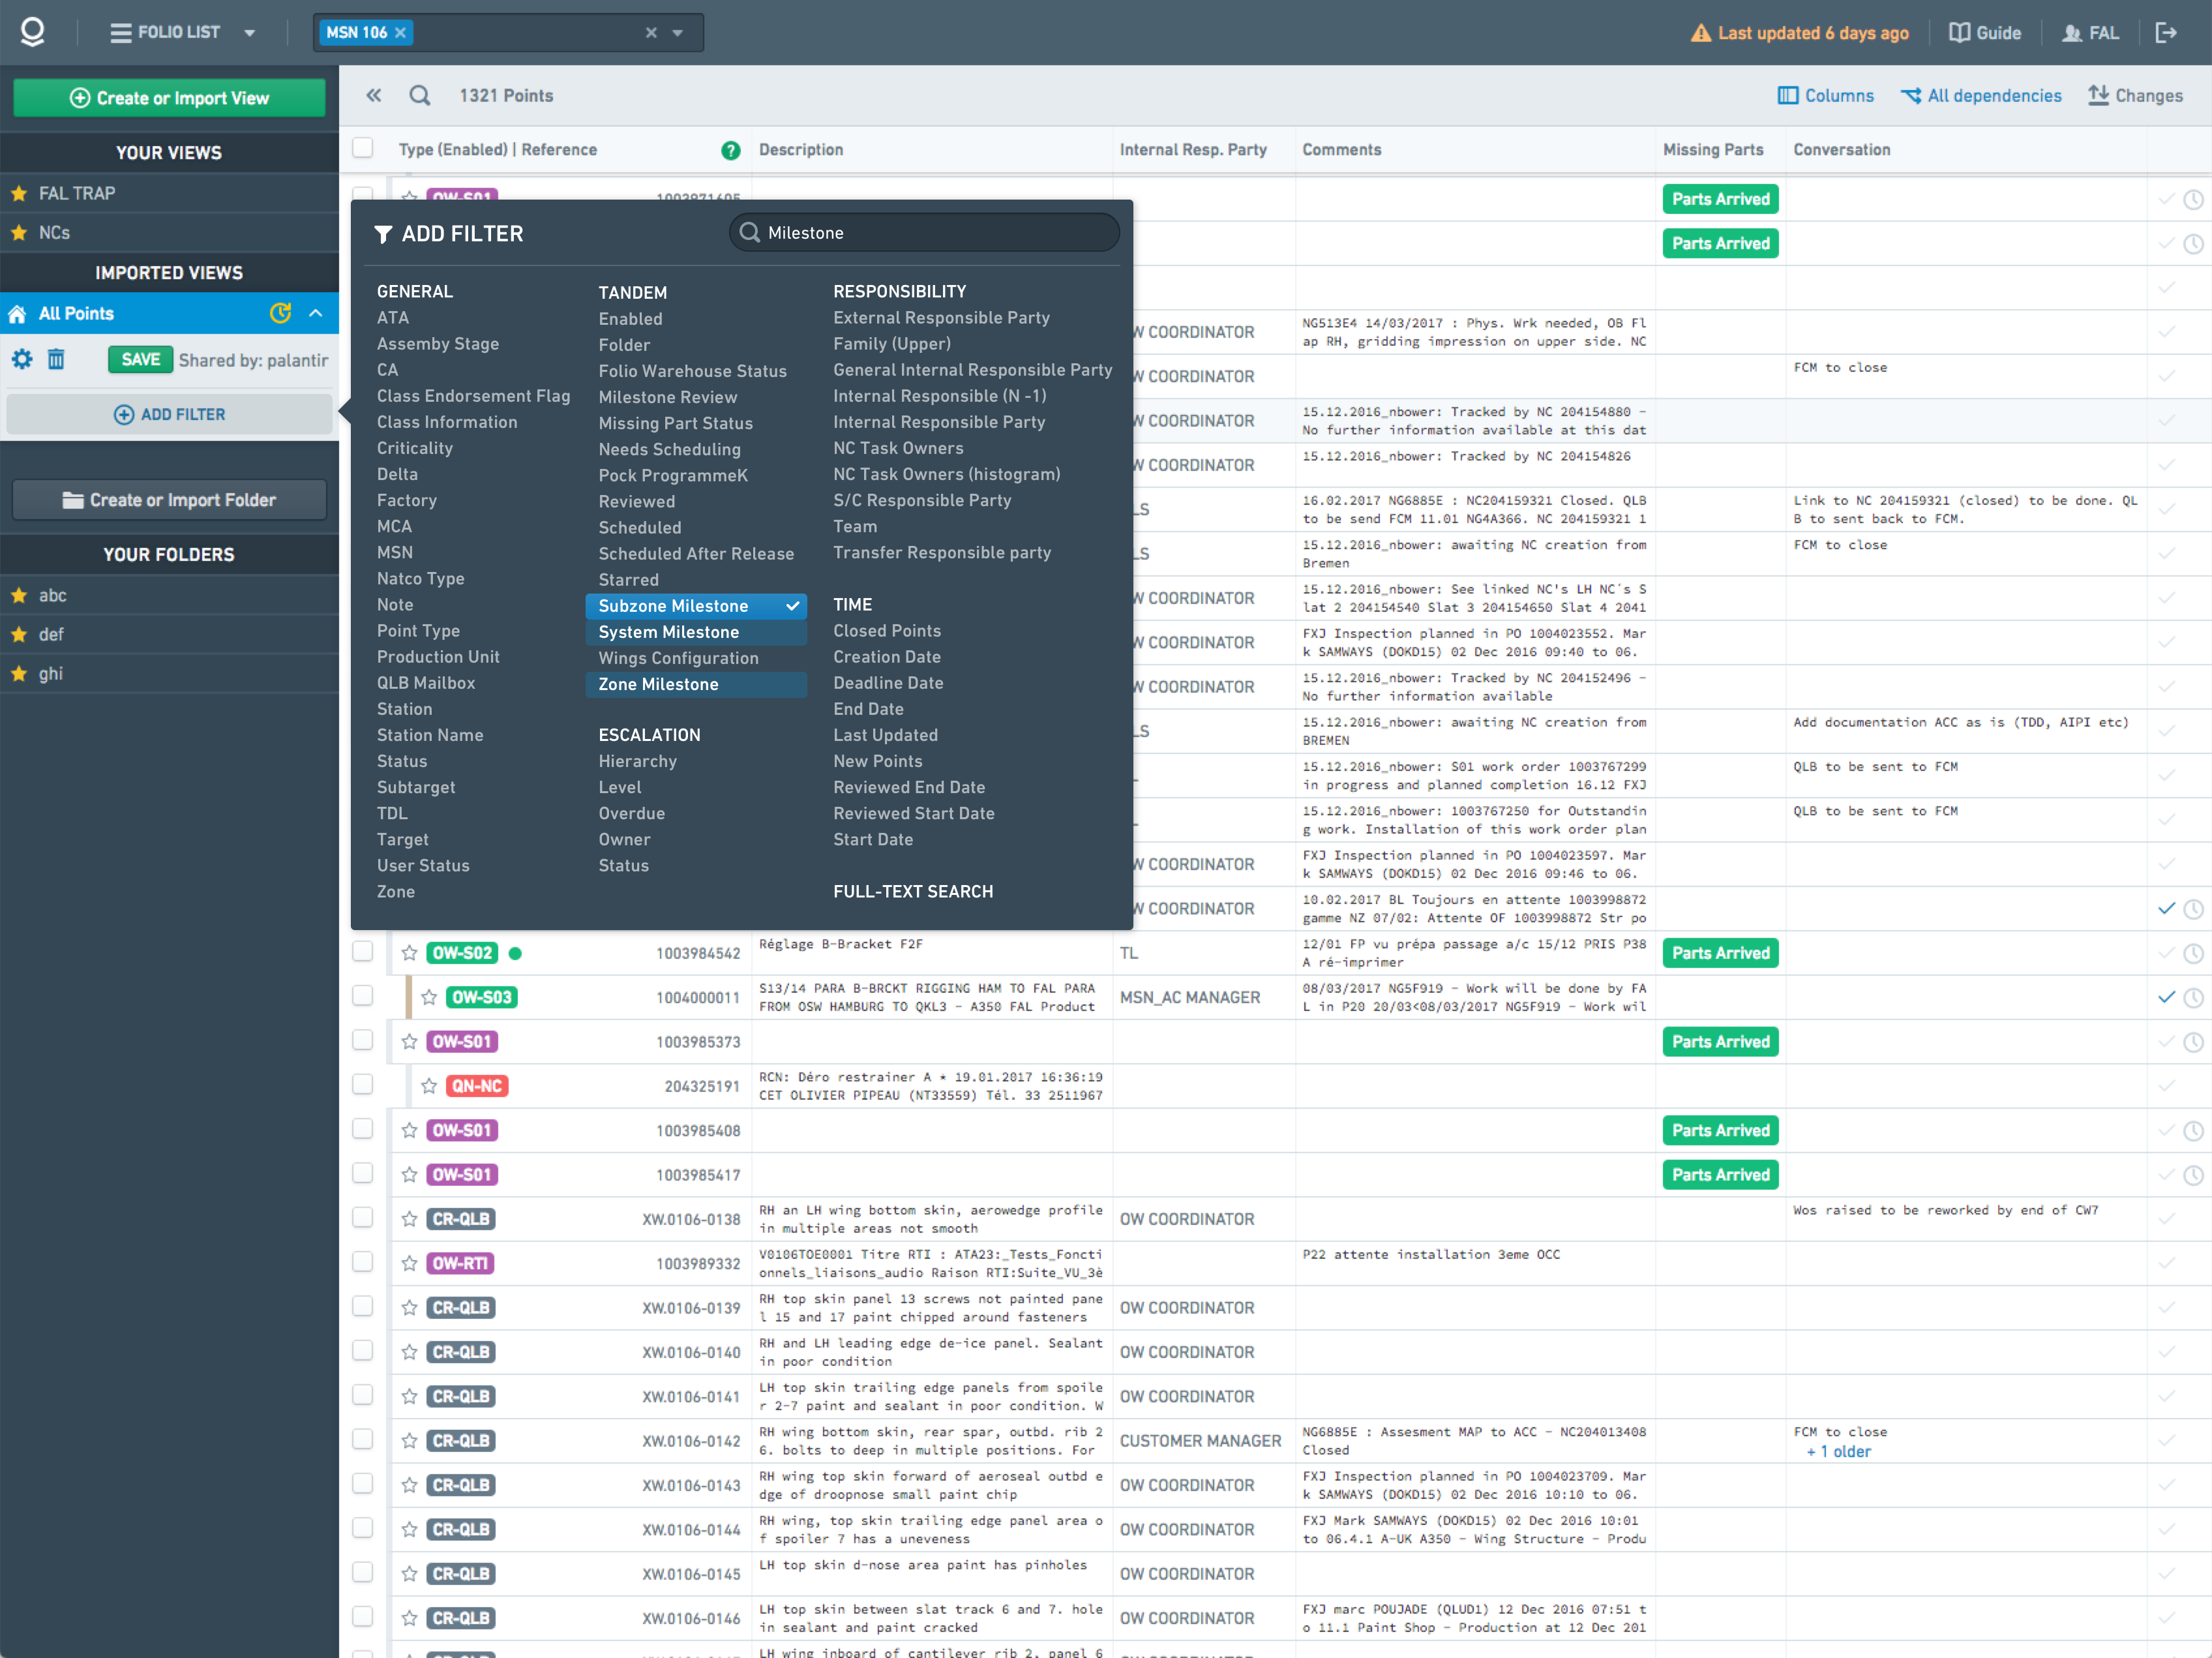 FOLIO LIST
MSN 106
Last updated 6 days ago
Guide
FAL
Create or Import View
YOUR VIEWS
FAL TRAP
NCs
IMPORTED VIEWS
All Points
SAVE
Shared by: palantir
ADD FILTER
Create or Import Folder
YOUR FOLDERS
abc
def
ghi
1321 Points
Columns
All dependencies
Changes
Type (Enabled) | Reference
Description
Internal Resp. Party
Comments
Missing Parts
Conversation
ADD FILTER
Milestone
GENERAL
ATA
Assemby Stage
CA
Class Endorsement Flag
Class Information
Criticality
Delta
Factory
MCA
MSN
Natco Type
Note
Point Type
Production Unit
QLB Mailbox
Station
Station Name
Status
Subtarget
TDL
Target
User Status
Zone
TANDEM
Enabled
Folder
Folio Warehouse Status
Milestone Review
Missing Part Status
Needs Scheduling
Pock ProgrammeK
Reviewed
Scheduled
Scheduled After Release
Starred
Subzone Milestone
System Milestone
Wings Configuration
Zone Milestone
ESCALATION
Hierarchy
Level
Overdue
Owner
Status
RESPONSIBILITY
External Responsible Party
Family (Upper)
General Internal Responsible Party
Internal Responsible (N -1)
Internal Responsible Party
NC Task Owners
NC Task Owners (histogram)
S/C Responsible Party
Team
Transfer Responsible party
TIME
Closed Points
Creation Date
Deadline Date
End Date
Last Updated
New Points
Reviewed End Date
Reviewed Start Date
Start Date
FULL-TEXT SEARCH
OW-S01
Parts Arrived
Parts Arrived
W COORDINATOR
NG513E4 14/03/2017 : Phys. Wrk needed, OB Fl
ap RH, gridding impression on upper side. NC
W COORDINATOR
FCM to close
W COORDINATOR
15.12.2016_nbower: Tracked by NC 204154880 -
No further information available at this dat
W COORDINATOR
15.12.2016_nbower: Tracked by NC 204154826
LS
16.02.2017 NG6885E : NC204159321 Closed. QLB
to be send FCM 11.01 NG4A366. NC 204159321 1
Link to NC 204159321 (closed) to be done. QL
B to sent back to FCM.
LS
15.12.2016_nbower: awaiting NC creation from
Bremen
FCM to close
W COORDINATOR
15.12.2016_nbower: See linked NC's LH NC´s S
lat 2 204154540 Slat 3 204154650 Slat 4 2041
W COORDINATOR
FXJ Inspection planned in PO 1004023552. Mar
k SAMWAYS (DOKD15) 02 Dec 2016 09:40 to 06.
W COORDINATOR
15.12.2016_nbower: Tracked by NC 204152496 -
No further information available
LS
15.12.2016_nbower: awaiting NC creation from
BREMEN
Add documentation ACC as is (TDD, AIPI etc)
15.12.2016_nbower: S01 work order 1003767299
in progress and planned completion 16.12 FXJ
QLB to be sent to FCM
15.12.2016_nbower: 1003767250 for Outstandin
g work. Installation of this work order plan
QLB to be sent to FCM
W COORDINATOR
FXJ Inspection planned in PO 1004023597. Mar
k SAMWAYS (DOKD15) 02 Dec 2016 09:46 to 06.
W COORDINATOR
10.02.2017 BL Toujours en attente 1003998872
gamme NZ 07/02: Attente OF 1003998872 Str po
OW-S02
1003984542
Réglage B-Bracket F2F
TL
12/01 FP vu prépa passage a/c 15/12 PRIS P38
A ré-imprimer
Parts Arrived
OW-S03
1004000011
S13/14 PARA B-BRCKT RIGGING HAM TO FAL PARA
FROM OSW HAMBURG TO QKL3 - A350 FAL Product
MSN_AC MANAGER
08/03/2017 NG5F919 - Work will be done by FA
L in P20 20/03<08/03/2017 NG5F919 - Work wil
OW-S01
1003985373
Parts Arrived
QN-NC
204325191
RCN: Déro restrainer A * 19.01.2017 16:36:19
CET OLIVIER PIPEAU (NT33559) Tél. 33 2511967
OW-S01
1003985408
Parts Arrived
OW-S01
1003985417
Parts Arrived
CR-QLB
XW.0106-0138
RH an LH wing bottom skin, aerowedge profile
in multiple areas not smooth
OW COORDINATOR
Wos raised to be reworked by end of CW7
OW-RTI
1003989332
V0106TOE0001 Titre RTI : ATA23:_Tests_Foncti
onnels_liaisons_audio Raison RTI:Suite_VU_3è
P22 attente installation 3eme OCC
CR-QLB
XW.0106-0139
RH top skin panel 13 screws not painted pane
l 15 and 17 paint chipped around fasteners
OW COORDINATOR
CR-QLB
XW.0106-0140
RH and LH leading edge de-ice panel. Sealant
in poor condition
OW COORDINATOR
CR-QLB
XW.0106-0141
LH top skin trailing edge panels from spoile
r 2-7 paint and sealant in poor condition. W
OW COORDINATOR
CR-QLB
XW.0106-0142
RH wing bottom skin, rear spar, outbd. rib 2
6. bolts to deep in multiple positions. For
CUSTOMER MANAGER
NG6885E : Assesment MAP to ACC - NC204013408
Closed
FCM to close
+ 1 older
CR-QLB
XW.0106-0143
RH wing top skin forward of aeroseal outbd e
dge of droopnose small paint chip
OW COORDINATOR
FXJ Inspection planned in PO 1004023709. Mar
k SAMWAYS (DOKD15) 02 Dec 2016 10:10 to 06.
CR-QLB
XW.0106-0144
RH wing, top skin trailing edge panel area o
f spoiler 7 has a uneveness
OW COORDINATOR
FXJ Mark SAMWAYS (DOKD15) 02 Dec 2016 10:01
to 06.4.1 A-UK A350 - Wing Structure - Produ
CR-QLB
XW.0106-0145
LH top skin d-nose area paint has pinholes
OW COORDINATOR
CR-QLB
XW.0106-0146
LH top skin between slat track 6 and 7. hole
in sealant and paint cracked
OW COORDINATOR
FXJ marc POUJADE (QLUD1) 12 Dec 2016 07:51 t
o 11.1 Paint Shop - Production at 12 Dec 201
LH wing inboard of cantilever rib 2, panel 6